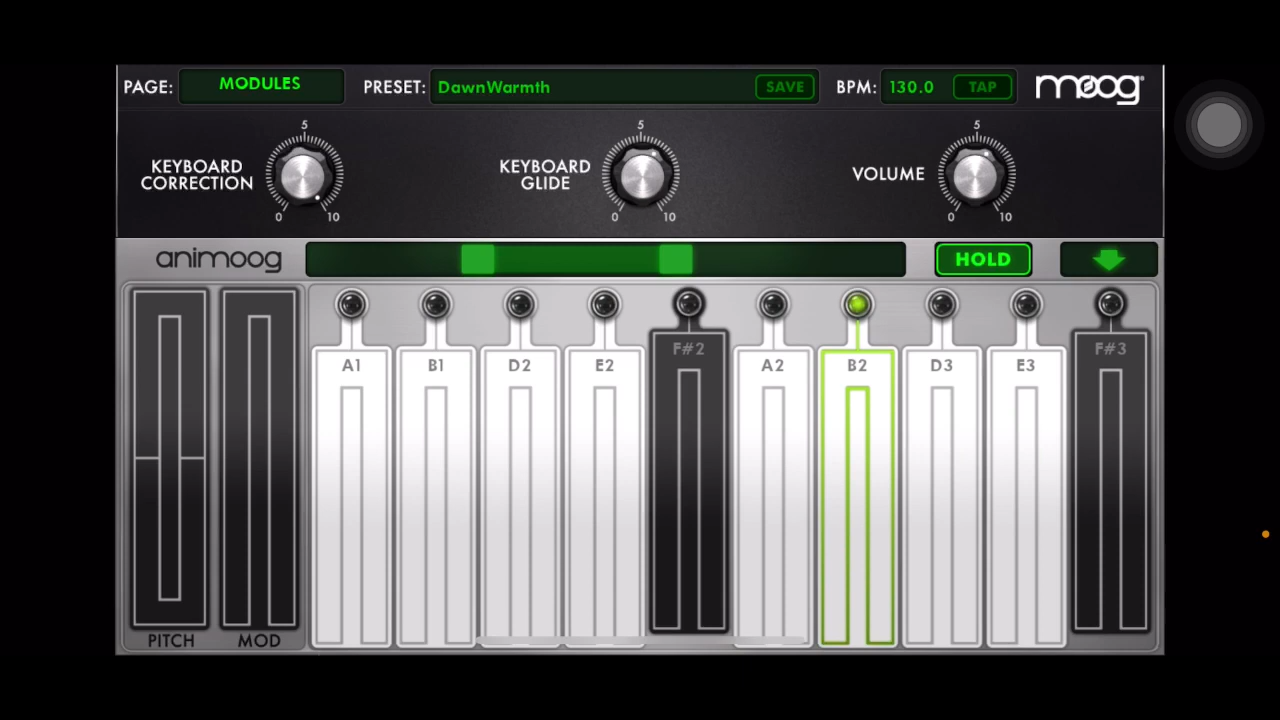 PAGE: MODULES PRESET: DawnWarmth SAVE BPM: 130.0 TAP moog
5 5 5
KEYBOARD CORRECTION KEYBOARD GLIDE VOLUME
0 10 0 10 0 10
animoog HOLD
A1 B1 D2 E2 F#2 A2 B2 D3 E3 F#3
PITCH MOD